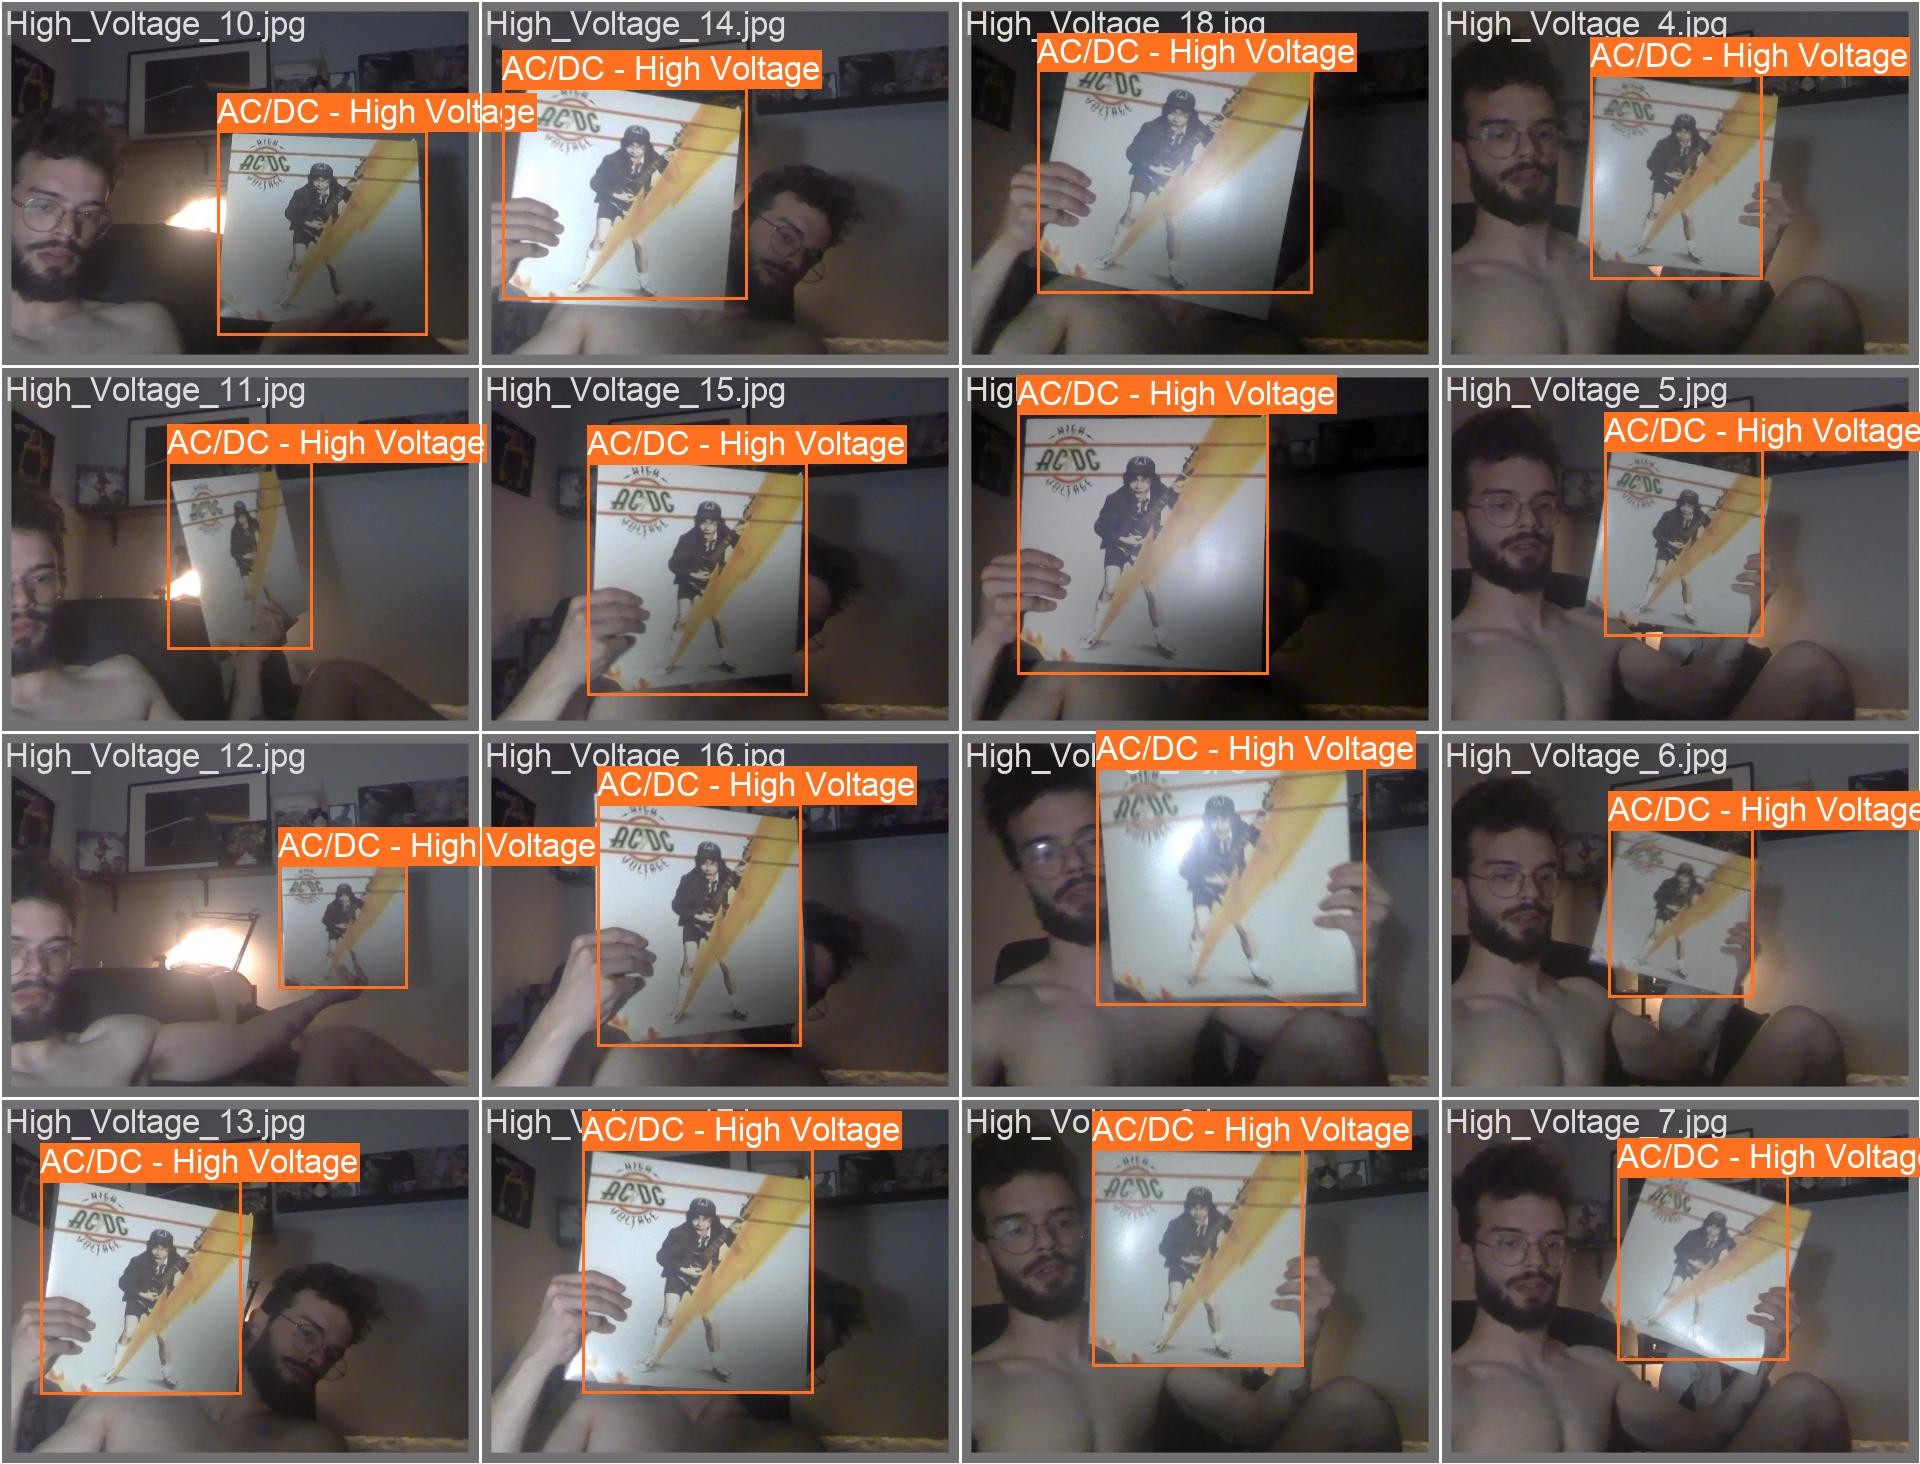 High_Voltage_10.jpg
AC/DC - High Voltage
HIGH
AC/DC
VOLTAGE
High_Voltage_14.jpg
AC/DC - High Voltage
HIGH
AC/DC
VOLTAGE
High_Voltage_18.jpg
AC/DC - High Voltage
AC/DC
VOLTAGE
High_Voltage_4.jpg
AC/DC - High Voltage
AC/DC
High_Voltage_11.jpg
AC/DC - High Voltage
AC/DC
High_Voltage_15.jpg
AC/DC - High Voltage
HIGH
AC/DC
VOLTAGE
Hig
AC/DC - High Voltage
HIGH
AC/DC
VOLTAGE
High_Voltage_5.jpg
AC/DC - High Voltage
AC/DC
VOLTAGE
High_Voltage_12.jpg
AC/DC - High Voltage
AC/DC
High_Voltage_16.jpg
AC/DC - High Voltage
HIGH
AC/DC
VOLTAGE
High_Vol
AC/DC - High Voltage
HIGH
AC/DC
High_Voltage_6.jpg
AC/DC - High Voltage
High_Voltage_13.jpg
AC/DC - High Voltage
HIGH
AC/DC
VOLTAGE
High_V
AC/DC - High Voltage
HIGH
AC/DC
VOLTAGE
High_Vo
AC/DC - High Voltage
AC/DC
VOLTAGE
High_Voltage_7.jpg
AC/DC - High Voltag
AC/DC
VOLTAGE